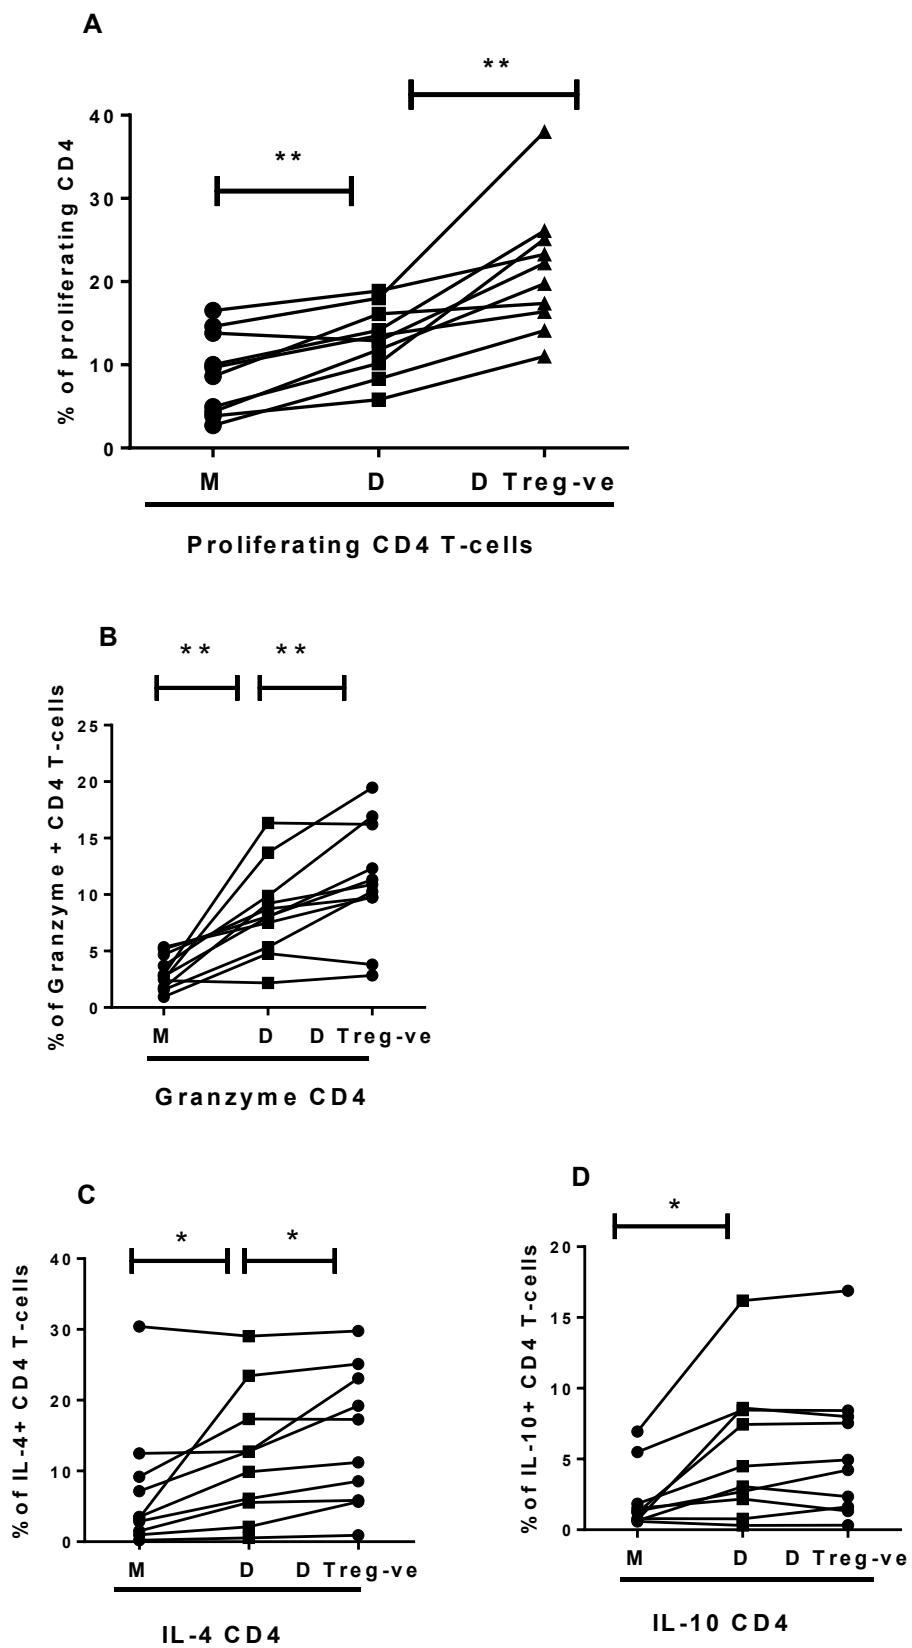 A
**
**
% of proliferating CD4
40
30
20
10
0
M D D Treg-ve
Proliferating CD4 T-cells
B
** **
% of Granzyme + CD4 T-cells
25
20
15
10
5
0
M D D Treg-ve
Granzyme CD4
C
* *
% of IL-4+ CD4 T-cells
40
30
20
10
0
M D D Treg-ve
IL-4 CD4
D
*
% of IL-10+ CD4 T-cells
20
15
10
5
0
M D D Treg-ve
IL-10 CD4